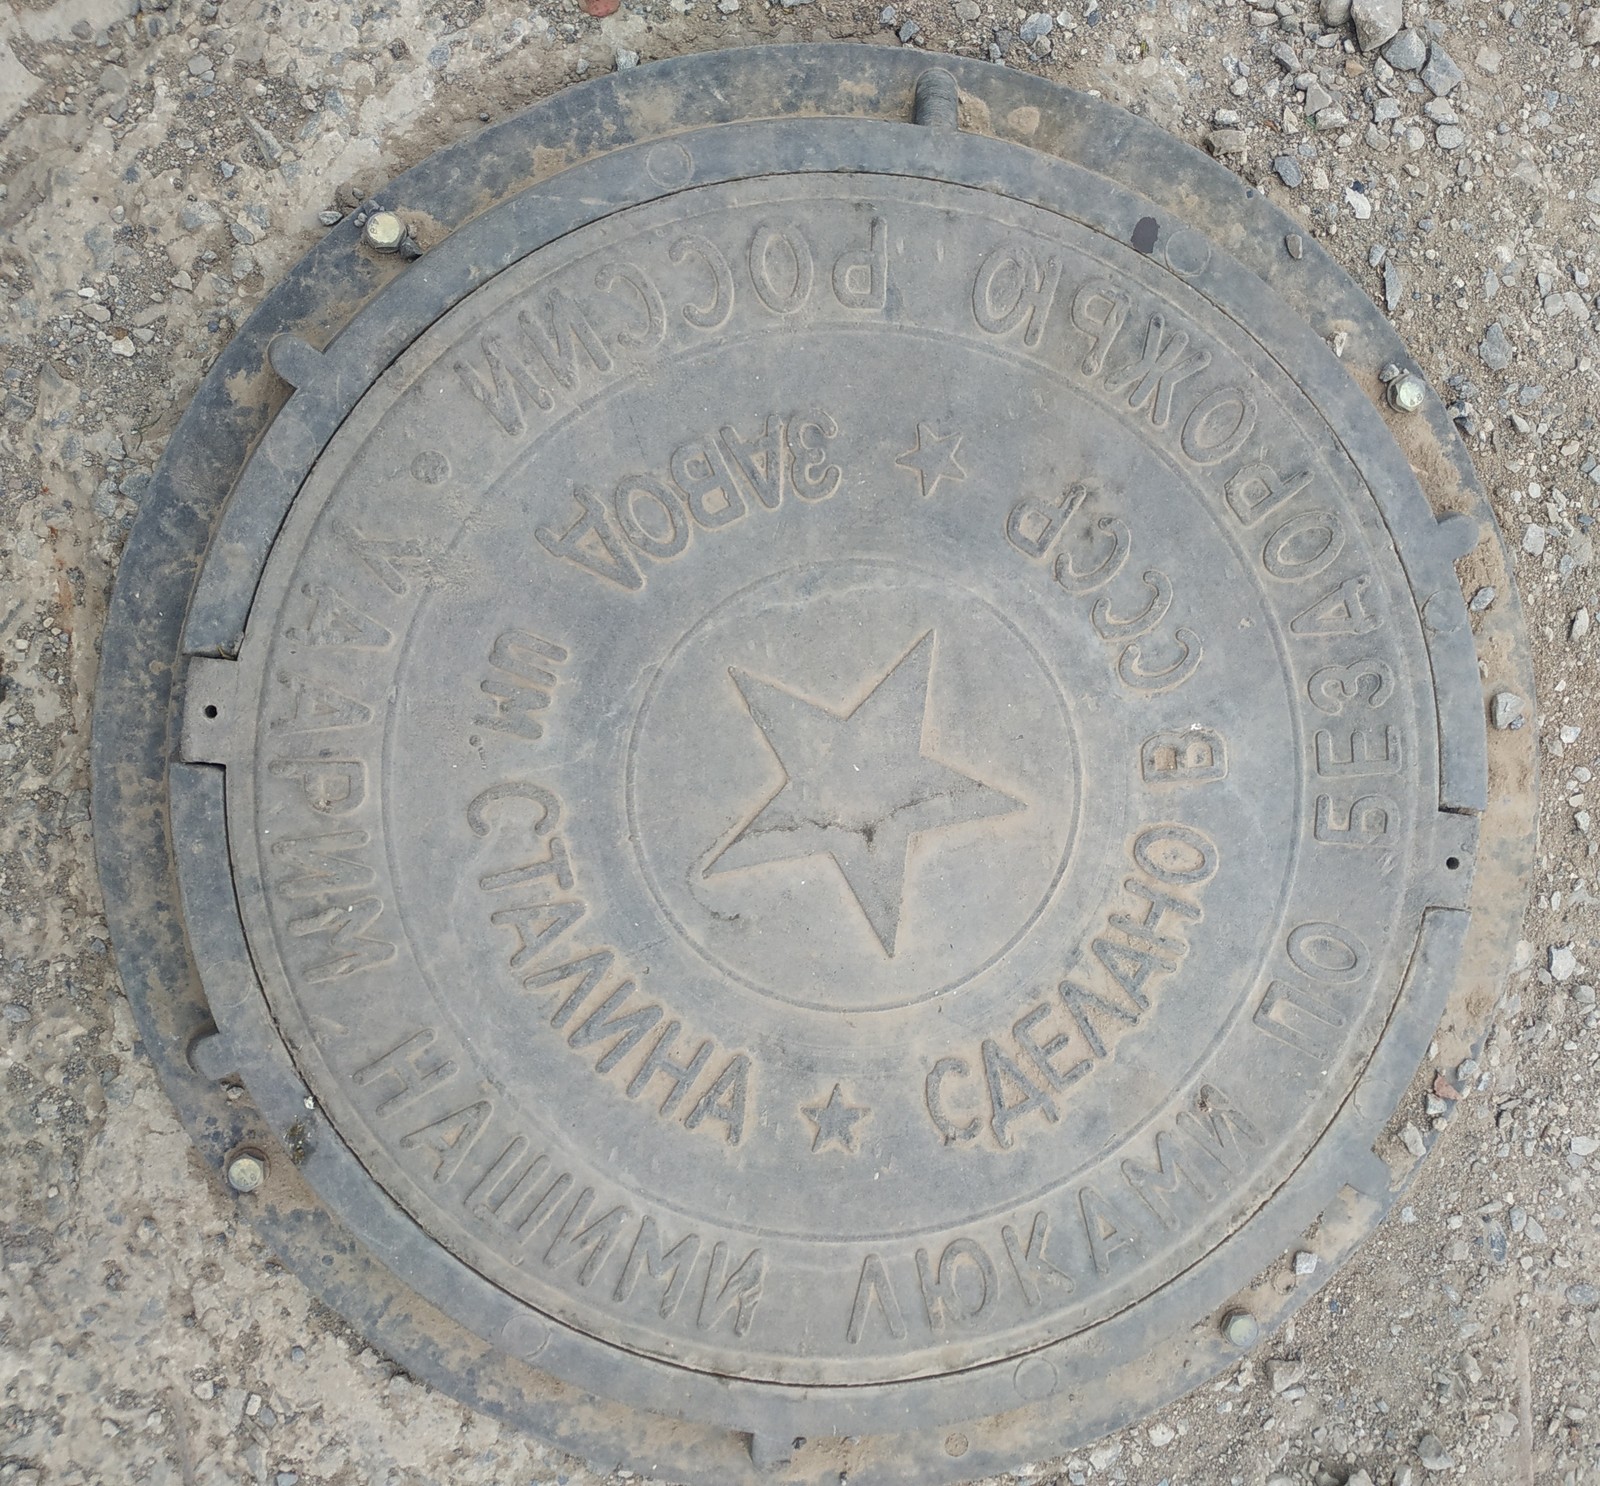 УДАРИМ НАШИМИ ЛЮКАМИ ПО БЕЗДОРОЖЬЮ РОССИИ
ЗАВОД ИМ. СТАЛИНА
СДЕЛАНО В СССР